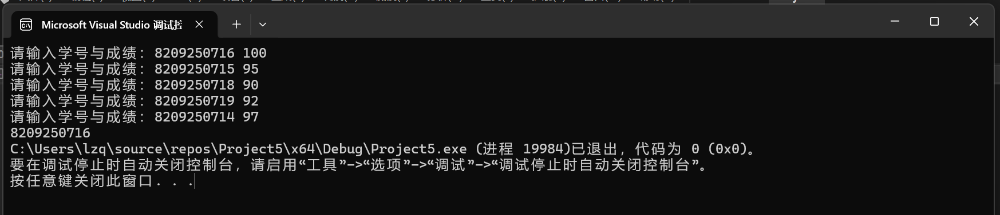 Microsoft Visual Studio 调试控
请输入学号与成绩：8209250716 100
请输入学号与成绩：8209250715 95
请输入学号与成绩：8209250718 90
请输入学号与成绩：8209250719 92
请输入学号与成绩：8209250714 97
8209250716
C:\Users\lzq\source\repos\Project5\x64\Debug\Project5.exe (进程 19984)已退出，代码为 0 (0x0)。
要在调试停止时自动关闭控制台，请启用“工具”->“选项”->“调试”->“调试停止时自动关闭控制台”。
按任意键关闭此窗口. . .